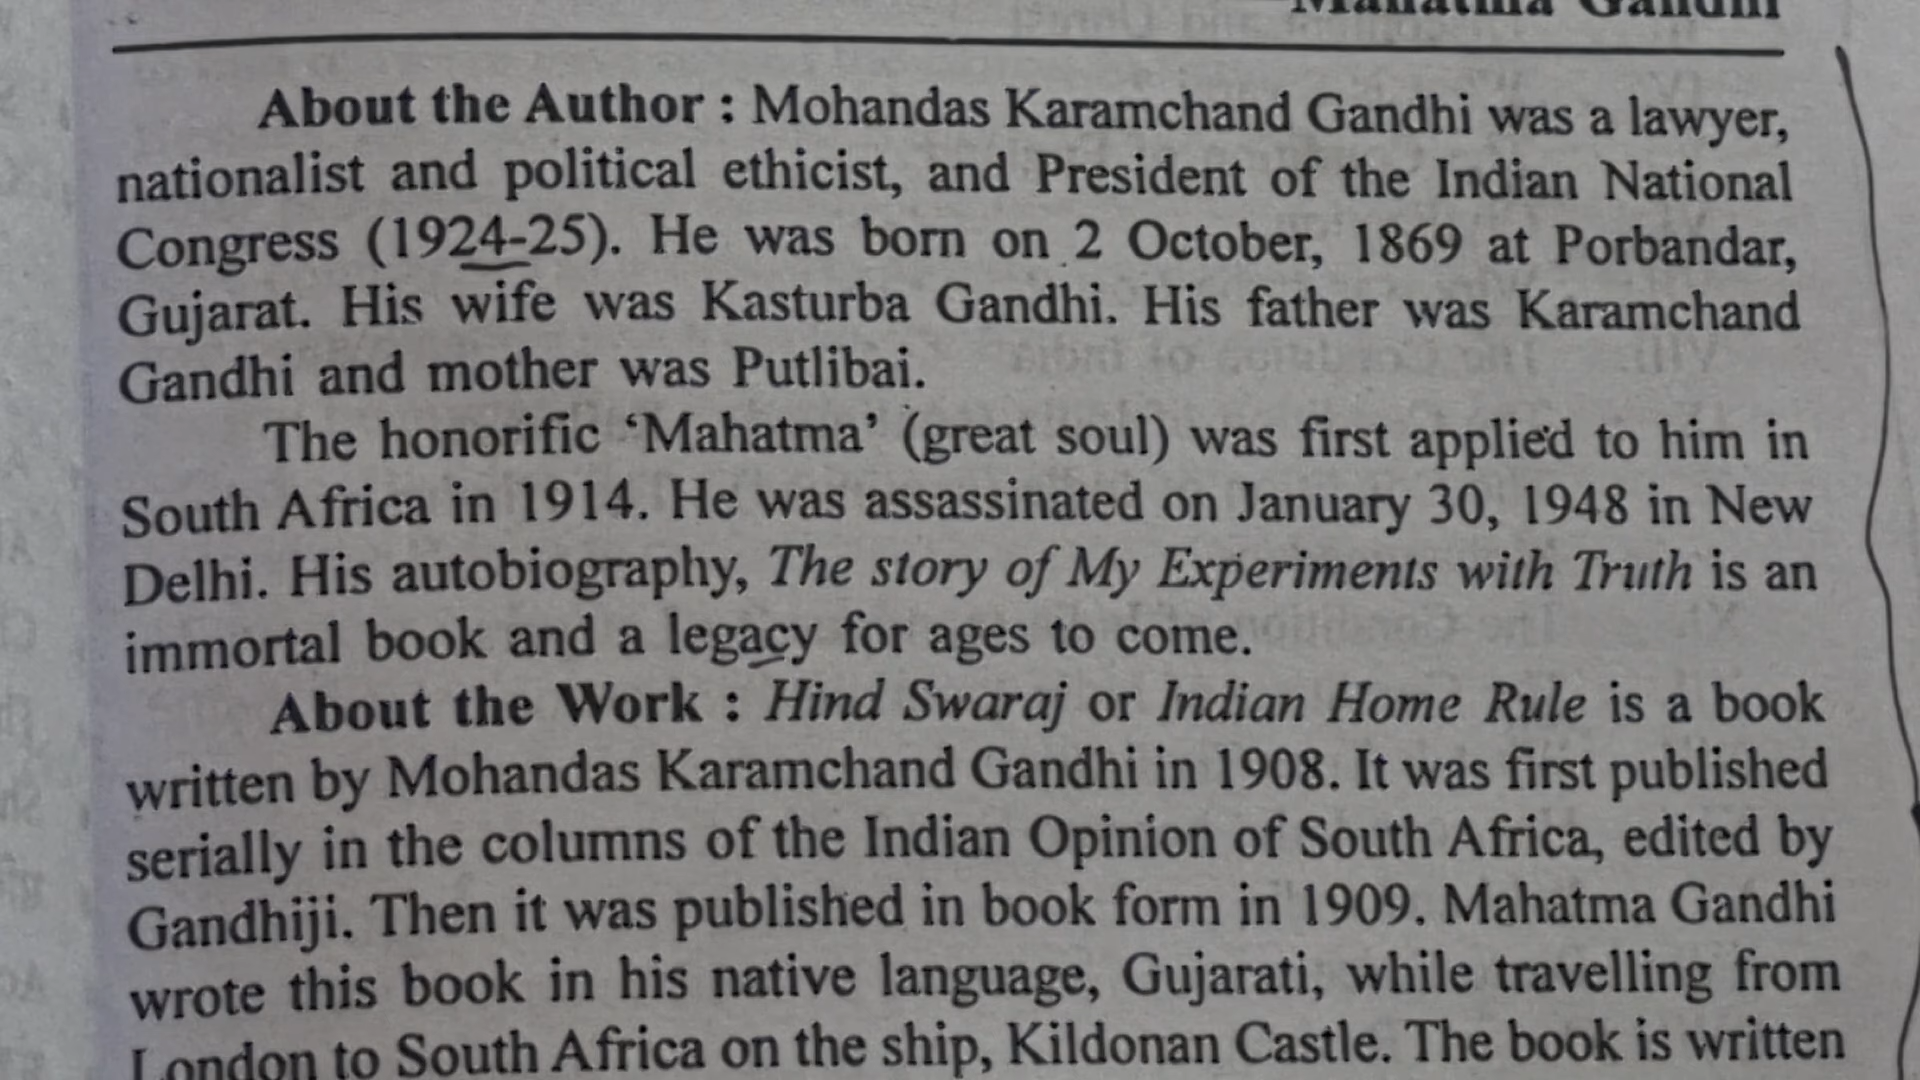 Mahatma Gandhi
About the Author : Mohandas Karamchand Gandhi was a lawyer,
nationalist and political ethicist, and President of the Indian National
Congress (1924-25). He was born on 2 October, 1869 at Porbandar,
Gujarat. His wife was Kasturba Gandhi. His father was Karamchand
Gandhi and mother was Putlibai.
The honorific ‘Mahatma’ (great soul) was first applied to him in
South Africa in 1914. He was assassinated on January 30, 1948 in New
Delhi. His autobiography, The story of My Experiments with Truth is an
immortal book and a legacy for ages to come.
About the Work : Hind Swaraj or Indian Home Rule is a book
written by Mohandas Karamchand Gandhi in 1908. It was first published
serially in the columns of the Indian Opinion of South Africa, edited by
Gandhiji. Then it was published in book form in 1909. Mahatma Gandhi
wrote this book in his native language, Gujarati, while travelling from
London to South Africa on the ship, Kildonan Castle. The book is written